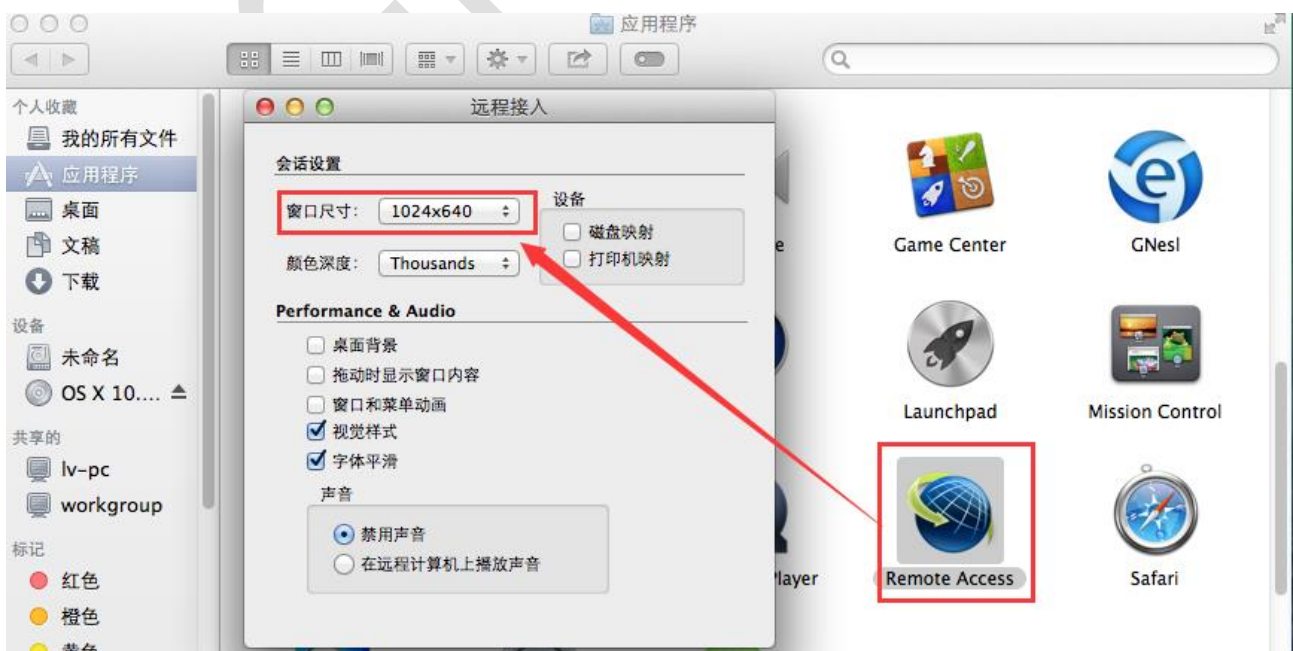 应用程序
个人收藏
我的所有文件
应用程序
桌面
文稿
下载
设备
未命名
OS X 10....
共享的
lv-pc
workgroup
标记
红色
橙色
黄色
远程接入
会话设置
窗口尺寸: 1024x640
颜色深度: Thousands
设备
磁盘映射
打印机映射
Performance & Audio
桌面背景
拖动时显示窗口内容
窗口和菜单动画
视觉样式
字体平滑
声音
禁用声音
在远程计算机上播放声音
Game Center
GNesl
Launchpad
Mission Control
Remote Access
Safari